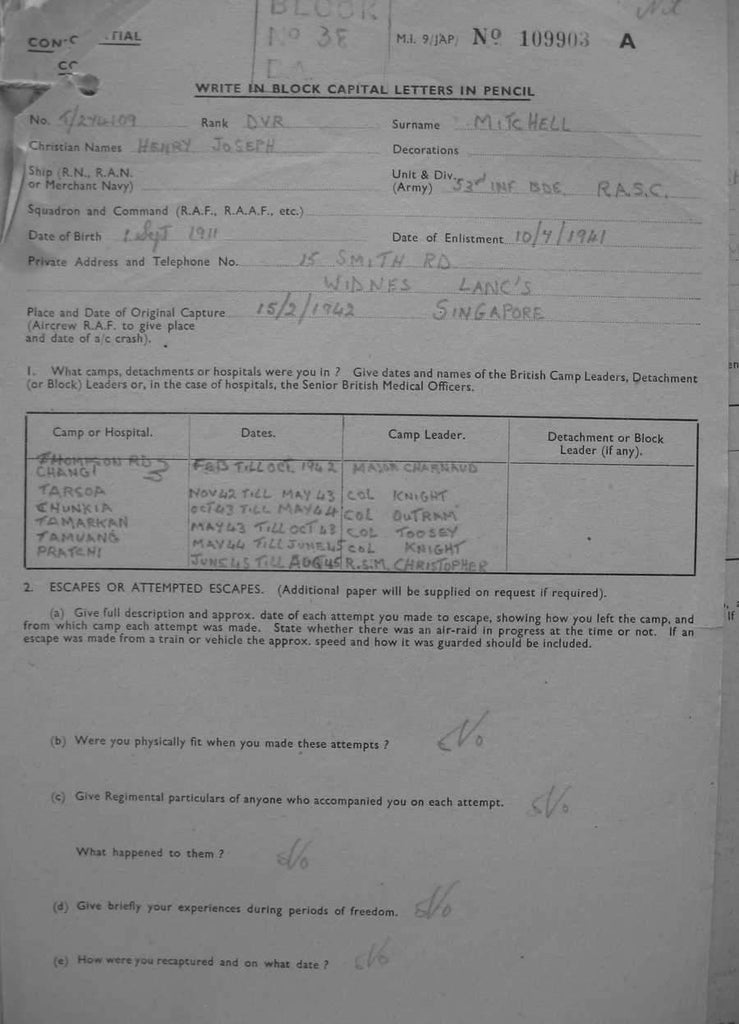 BLOCK
Nº 38
M.I. 9/JAP/ Nº 109903 A
WRITE IN BLOCK CAPITAL LETTERS IN PENCIL
No. Rank DVR Surname MITCHELL
Christian Names HENRY JOSEPH Decorations
Ship (R.N., R.A.N. or Merchant Navy) Unit & Div. (Army) 53rd INF BDE R.A.S.C.
Squadron and Command (R.A.F., R.A.A.F., etc.)
Date of Birth 1 Sept 1911 Date of Enlistment 10/4/1941
Private Address and Telephone No. 15 SMITH RD
WIDNES LANC'S
Place and Date of Original Capture 15/2/1942 SINGAPORE
(Aircrew R.A.F. to give place
and date of a/c crash).
1. What camps, detachments or hospitals were you in ? Give dates and names of the British Camp Leaders, Detachment
(or Block) Leaders or, in the case of hospitals, the Senior British Medical Officers.
Camp or Hospital. Dates. Camp Leader. Detachment or Block Leader (if any).
THOMPSON RD
CHANGI FEB TILL OCT 1942 MAJOR CHARNAUD
TARSOA NOV 42 TILL MAY 43 COL KNIGHT
CHUNKIA OCT 43 TILL MAY 44 COL OUTRAM
TAMARKAN MAY 43 TILL OCT 43 COL TOOSEY
TAMUANG MAY 44 TILL JUNE 45 COL KNIGHT
PRATCHI JUNE 45 TILL AUG 45 R.S.M. CHRISTOPHER
2. ESCAPES OR ATTEMPTED ESCAPES. (Additional paper will be supplied on request if required).
(a) Give full description and approx. date of each attempt you made to escape, showing how you left the camp, and
from which camp each attempt was made. State whether there was an air-raid in progress at the time or not. If an
escape was made from a train or vehicle the approx. speed and how it was guarded should be included.
(b) Were you physically fit when you made these attempts ? No
(c) Give Regimental particulars of anyone who accompanied you on each attempt. No
What happened to them ? No
(d) Give briefly your experiences during periods of freedom. No
(e) How were you recaptured and on what date ? No